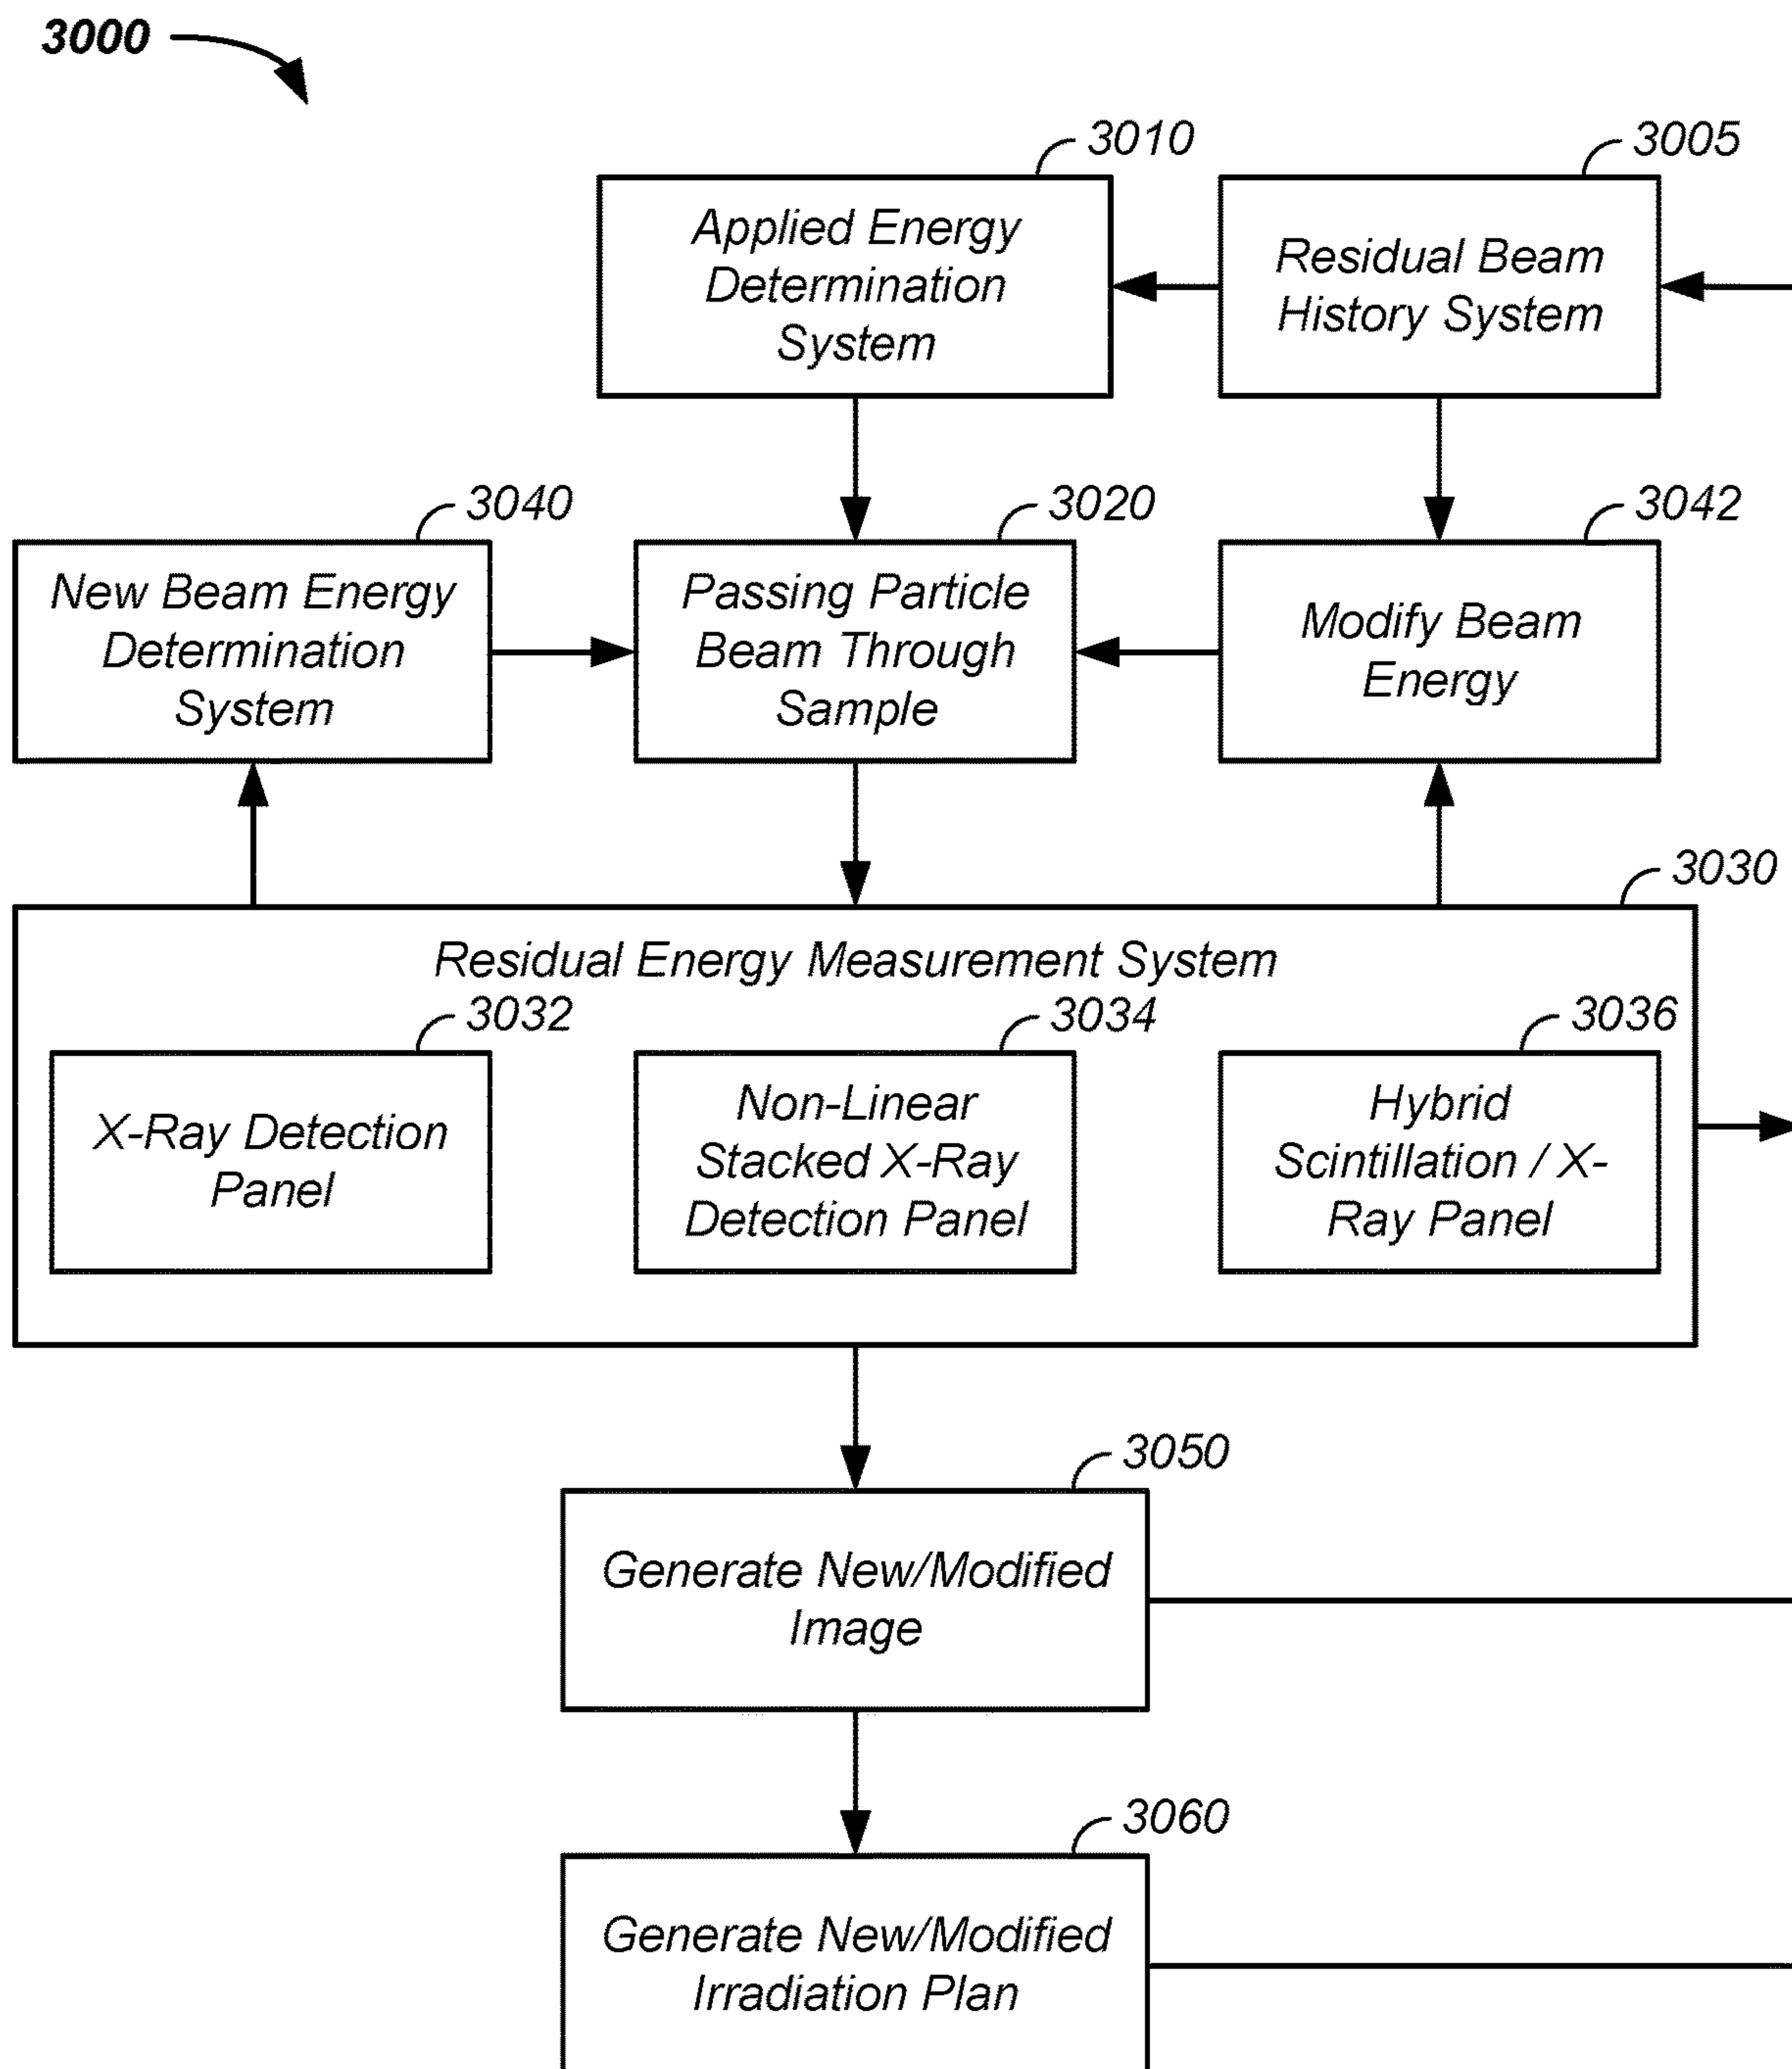 3000
3010
Applied Energy
Determination
System
3005
Residual Beam
History System
3040
New Beam Energy
Determination
System
3020
Passing Particle
Beam Through
Sample
3042
Modify Beam
Energy
3030
Residual Energy Measurement System
3032
X-Ray Detection
Panel
3034
Non-Linear
Stacked X-Ray
Detection Panel
3036
Hybrid
Scintillation / X-
Ray Panel
3050
Generate New/Modified
Image
3060
Generate New/Modified
Irradiation Plan